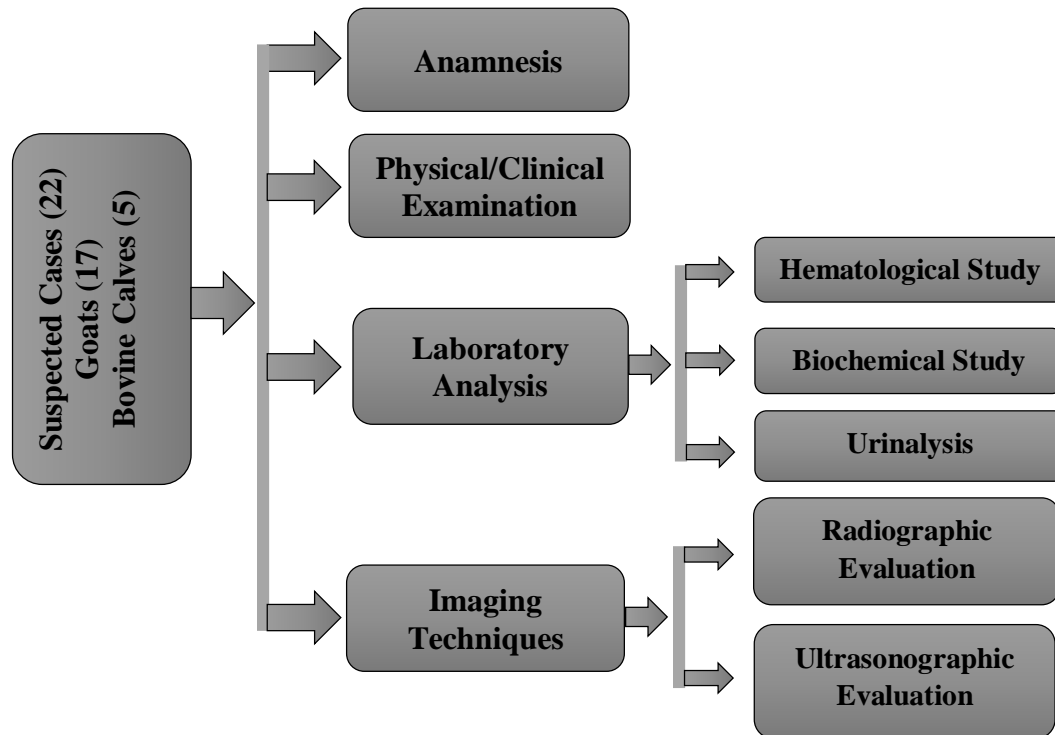 Suspected Cases (22)
Goats (17)
Bovine Calves (5)
Anamnesis
Physical/Clinical
Examination
Laboratory
Analysis
Imaging
Techniques
Hematological Study
Biochemical Study
Urinalysis
Radiographic
Evaluation
Ultrasonographic
Evaluation